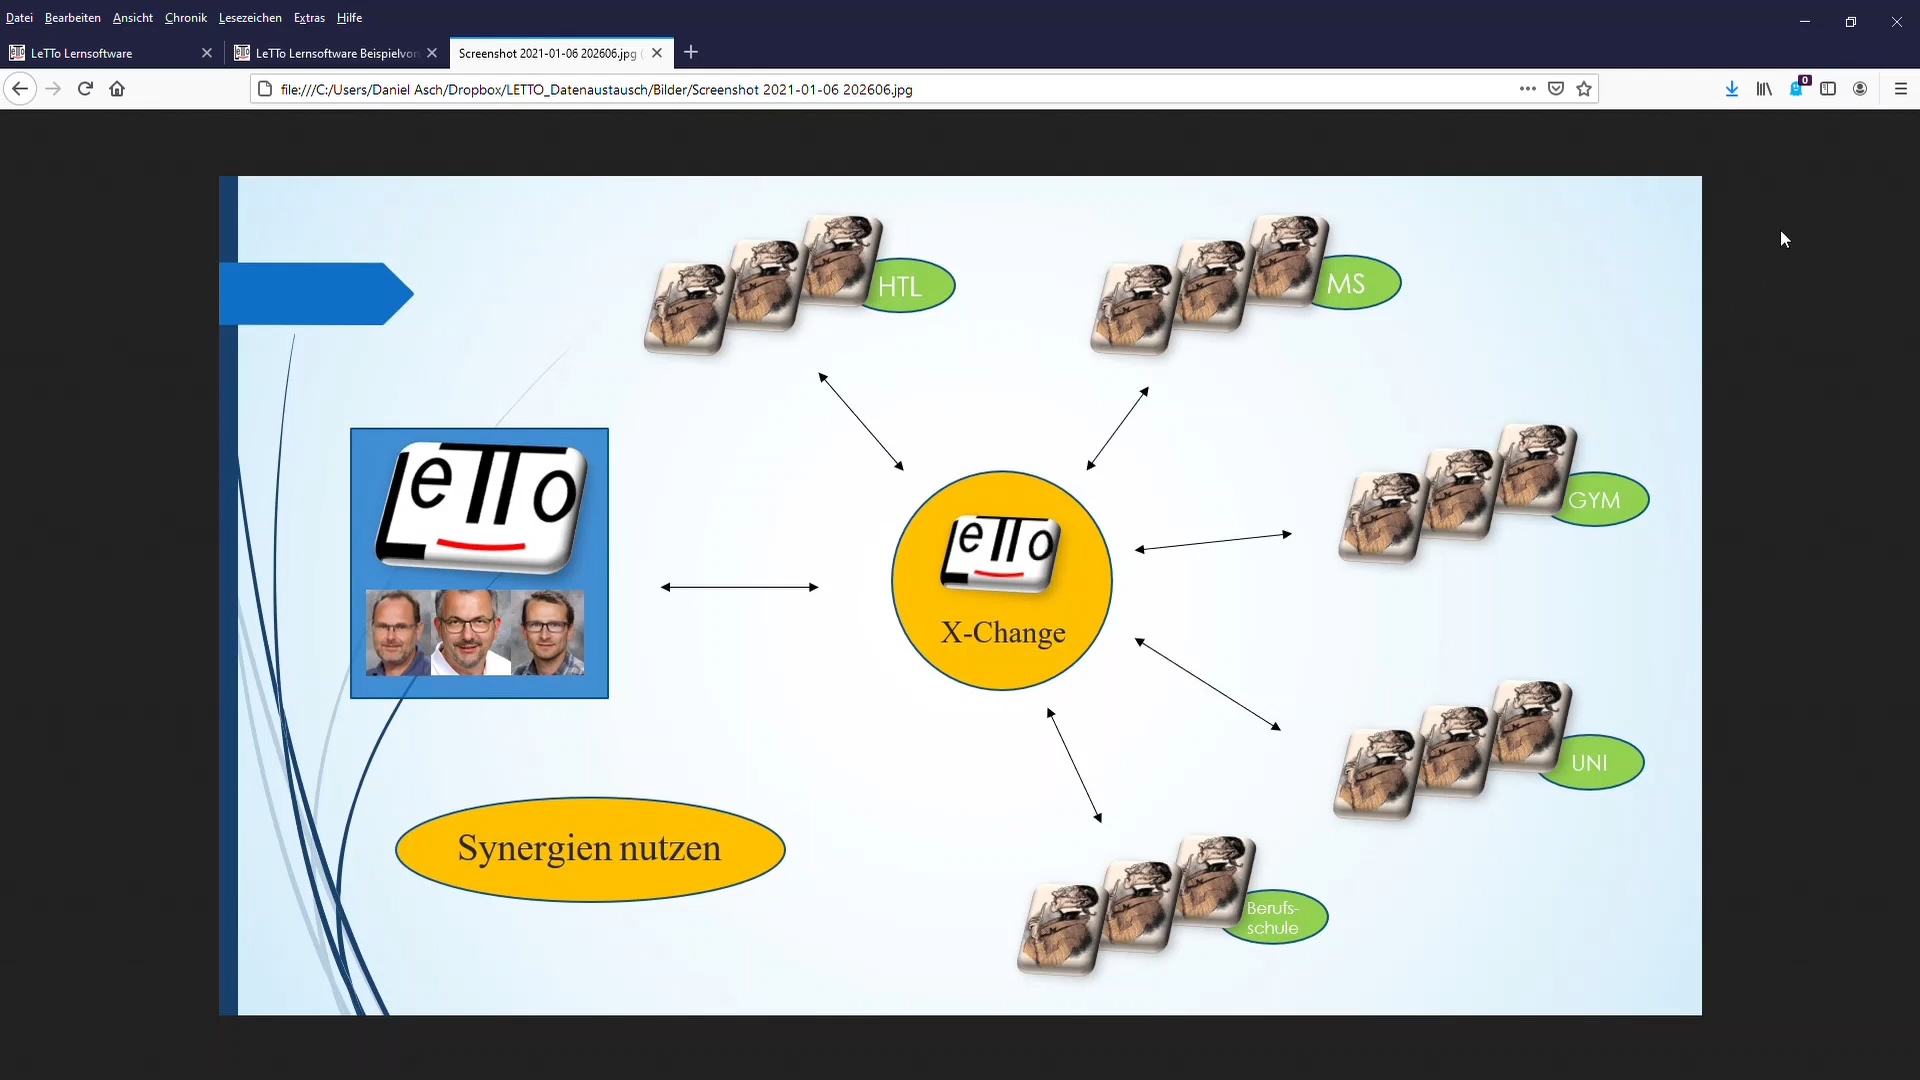 Datei Bearbeiten Ansicht Chronik Lesezeichen Extras Hilfe
LeTTo Lernsoftware
LeTTo Lernsoftware Beispielvor
Screenshot 2021-01-06 202606.jpg (
file:///C:/Users/Daniel Asch/Dropbox/LETTO_Datenaustausch/Bilder/Screenshot 2021-01-06 202606.jpg
0
HTL
MS
LeTTo
GYM
LeTTo
X-Change
UNI
Synergien nutzen
Berufs-
schule